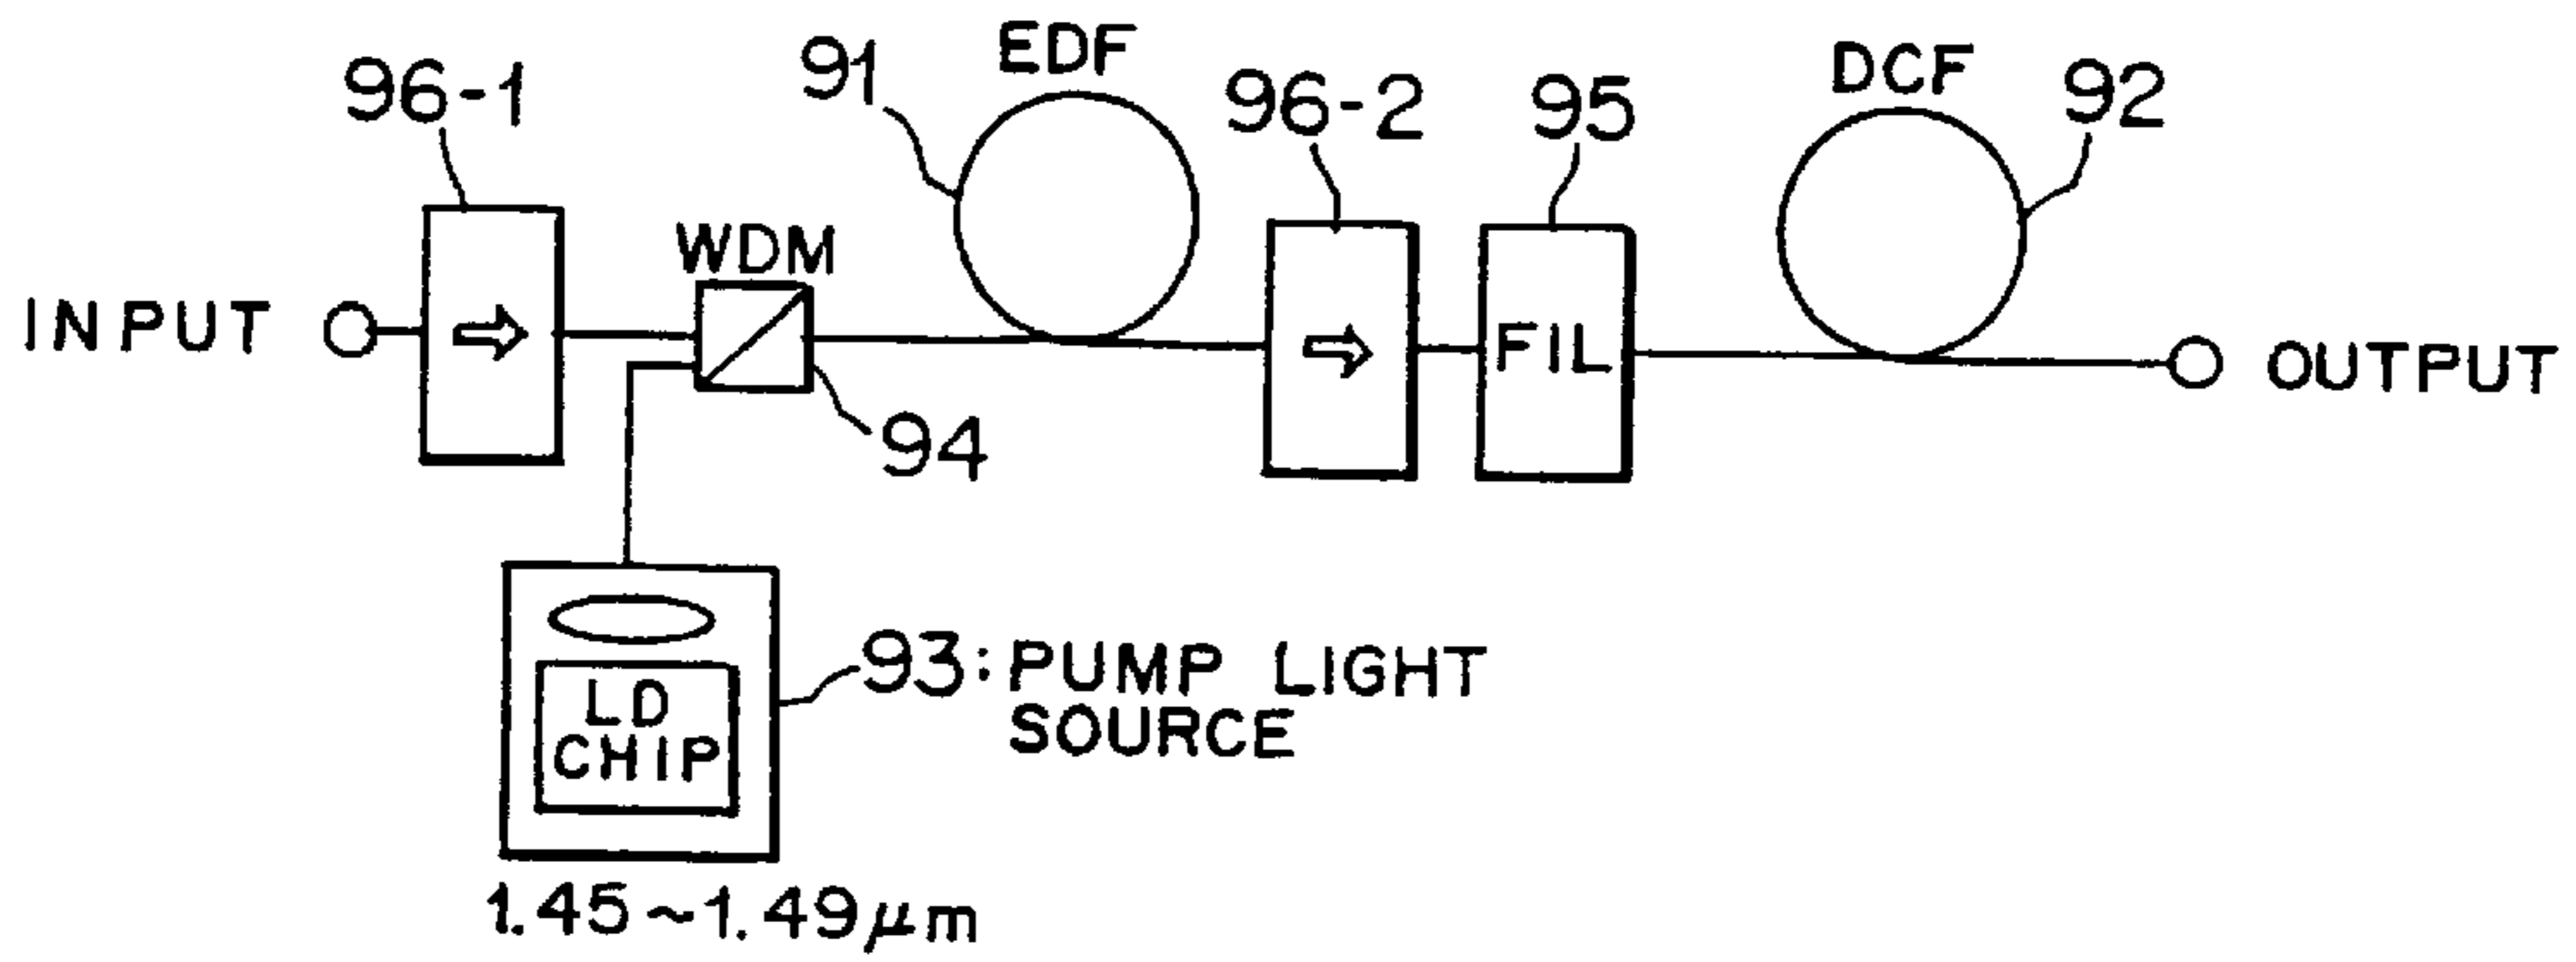 EDF
91
96-1
96-2
95
DCF
92
WDM
INPUT
FIL
OUTPUT
94
93: PUMP LIGHT
SOURCE
LD
CHIP
1.45~1.49μm